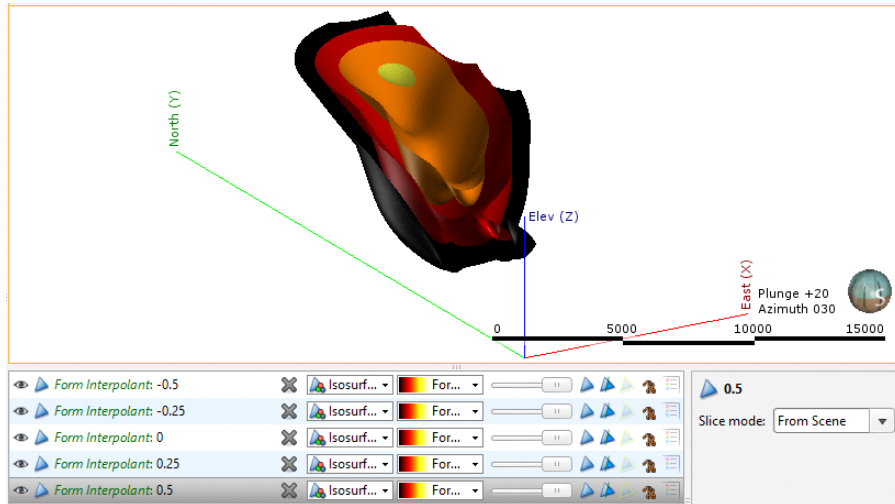 North (Y)
Elev (Z)
East (X)
Plunge +20
Azimuth 030
S
0 5000 10000 15000
Form Interpolant: -0.5 Isosurf... For...
Form Interpolant: -0.25 Isosurf... For...
Form Interpolant: 0 Isosurf... For...
Form Interpolant: 0.25 Isosurf... For...
Form Interpolant: 0.5 Isosurf... For...
0.5
Slice mode: From Scene